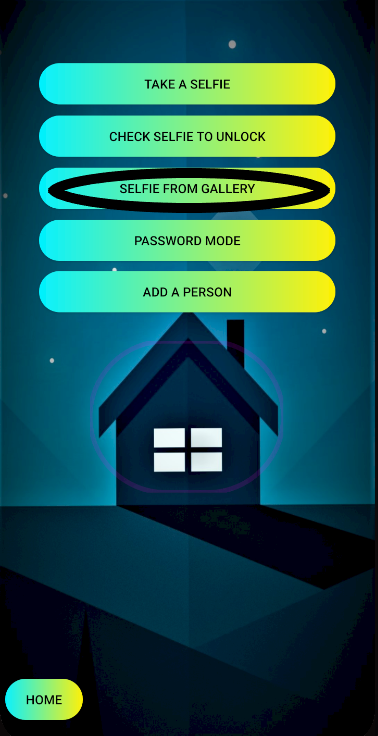 TAKE A SELFIE
CHECK SELFIE TO UNLOCK
SELFIE FROM GALLERY
PASSWORD MODE
ADD A PERSON
HOME